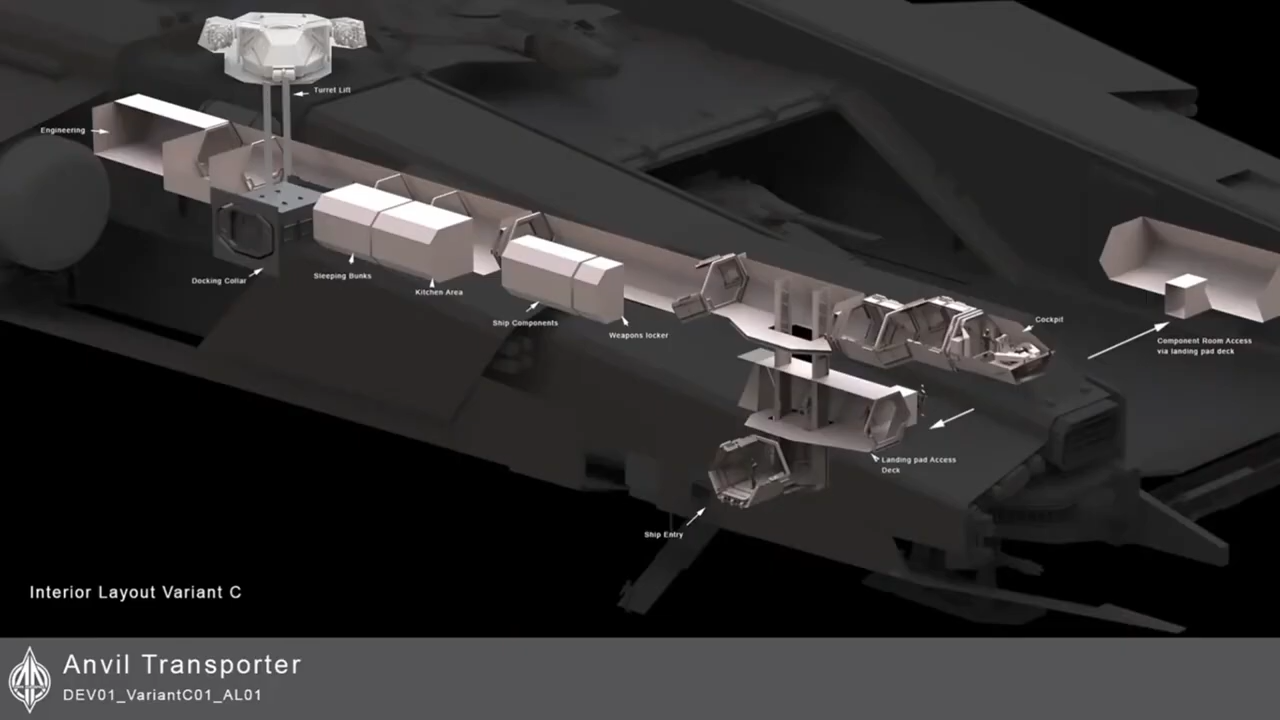 Turret Lift
Engineering
Docking Collar
Sleeping Bunks
Kitchen Area
Ship Components
Weapons locker
Cockpit
Component Room Access
via landing pad deck
Landing pad Access
Deck
Ship Entry
Interior Layout Variant C
Anvil Transporter
DEV01_VariantC01_AL01